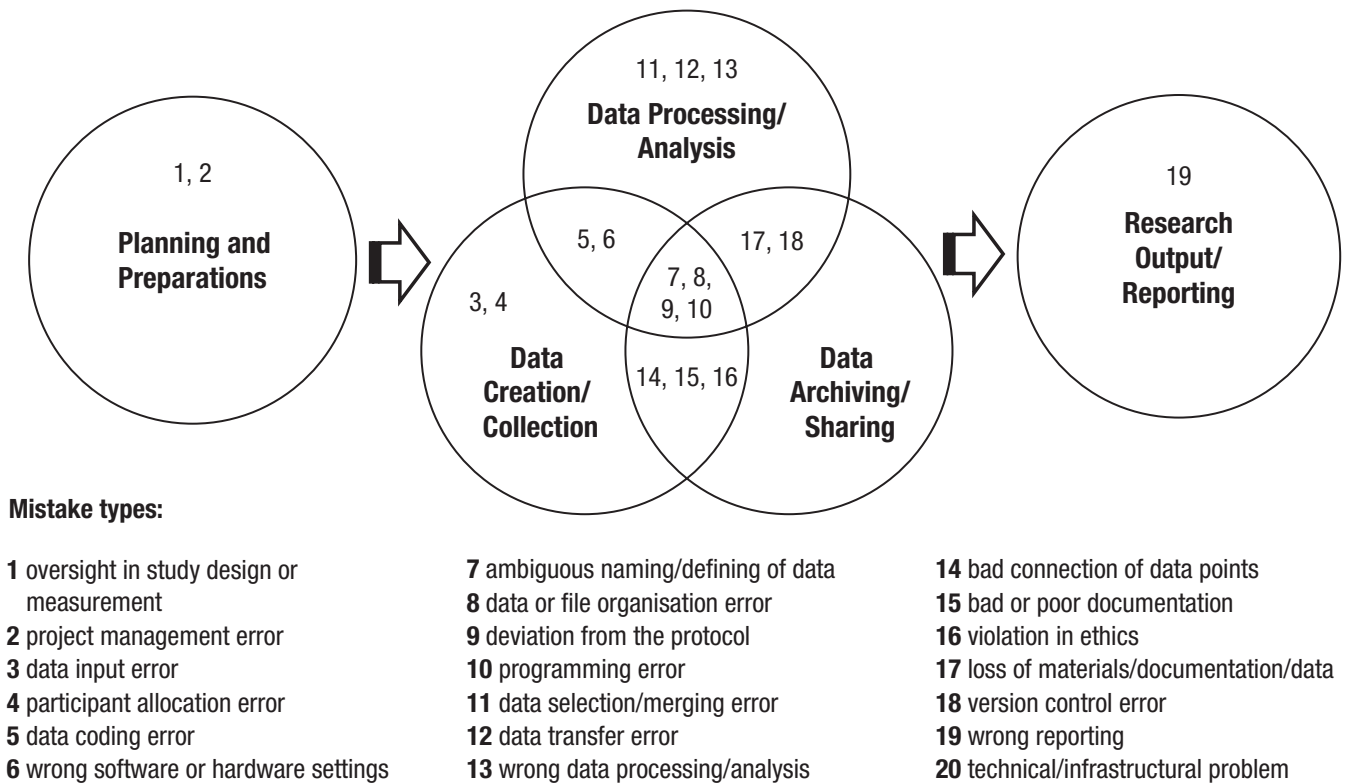 11, 12, 13
Data Processing/
Analysis
1, 2
Planning and
Preparations
5, 6
17, 18
7, 8,
9, 10
3, 4
Data
Creation/
Collection
14, 15, 16
Data
Archiving/
Sharing
19
Research
Output/
Reporting
Mistake types:
1 oversight in study design or
measurement
2 project management error
3 data input error
4 participant allocation error
5 data coding error
6 wrong software or hardware settings
7 ambiguous naming/defining of data
8 data or file organisation error
9 deviation from the protocol
10 programming error
11 data selection/merging error
12 data transfer error
13 wrong data processing/analysis
14 bad connection of data points
15 bad or poor documentation
16 violation in ethics
17 loss of materials/documentation/data
18 version control error
19 wrong reporting
20 technical/infrastructural problem